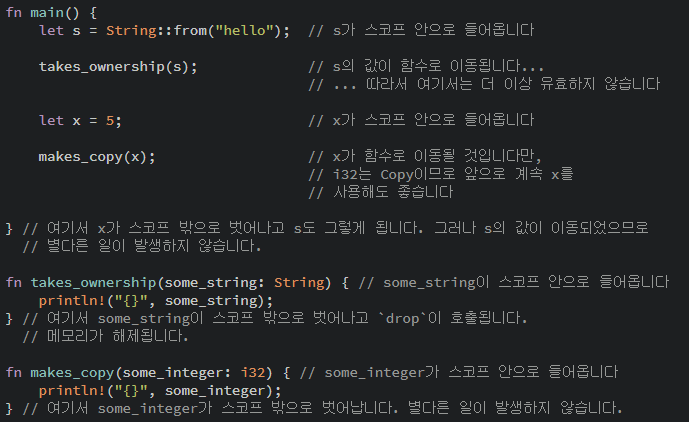 fn main() {
    let s = String::from("hello");  // s가 스코프 안으로 들어옵니다
    takes_ownership(s);             // s의 값이 함수로 이동됩니다...
                                    // ... 따라서 여기서는 더 이상 유효하지 않습니다
    let x = 5;                      // x가 스코프 안으로 들어옵니다
    makes_copy(x);                  // x가 함수로 이동될 것입니다만,
                                    // i32는 Copy이므로 앞으로 계속 x를
                                    // 사용해도 좋습니다
} // 여기서 x가 스코프 밖으로 벗어나고 s도 그렇게 됩니다. 그러나 s의 값이 이동되었으므로
  // 별다른 일이 발생하지 않습니다.
fn takes_ownership(some_string: String) { // some_string이 스코프 안으로 들어옵니다
    println!("{}", some_string);
} // 여기서 some_string이 스코프 밖으로 벗어나고 `drop`이 호출됩니다.
  // 메모리가 해제됩니다.
fn makes_copy(some_integer: i32) { // some_integer가 스코프 안으로 들어옵니다
    println!("{}", some_integer);
} // 여기서 some_integer가 스코프 밖으로 벗어납니다. 별다른 일이 발생하지 않습니다.